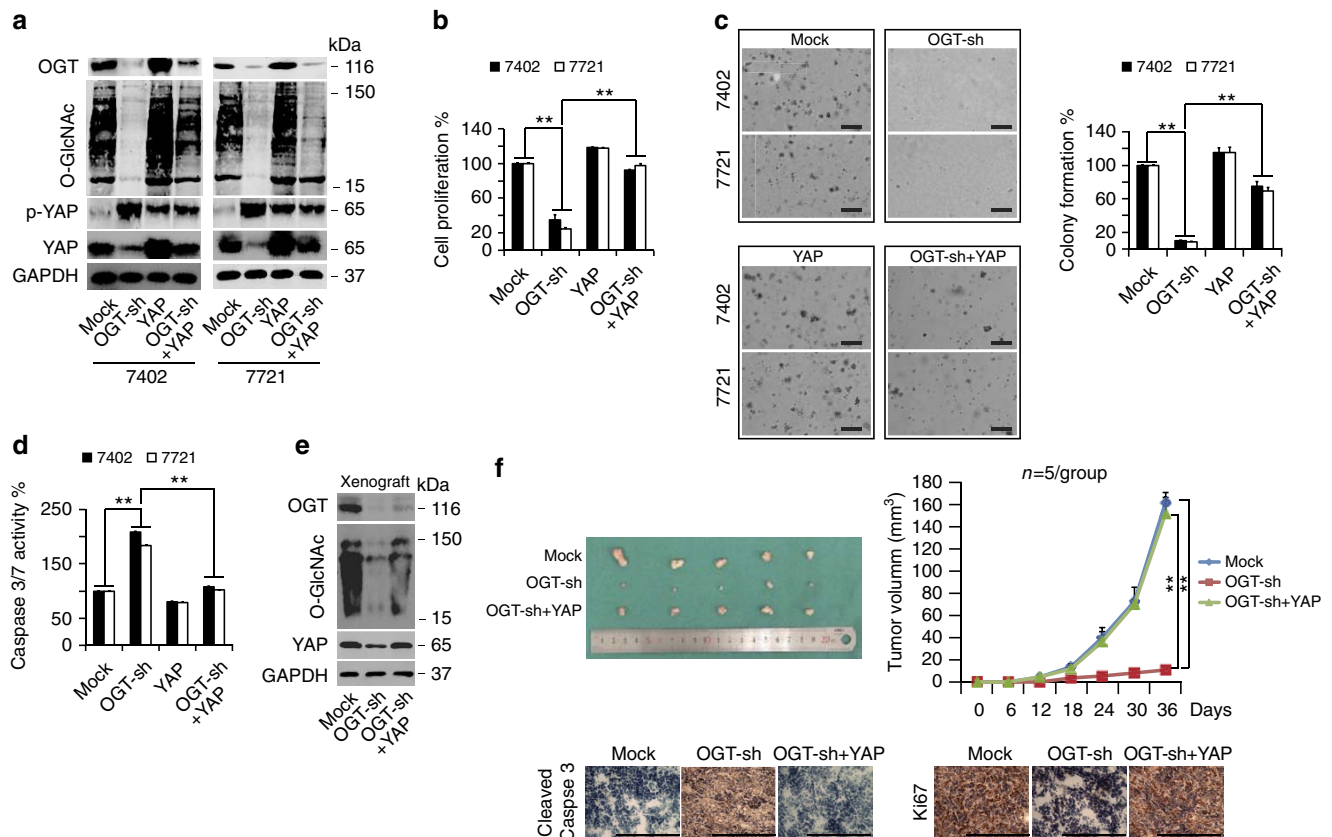 a
kDa
OGT
116
150
O-GlcNAc
15
p-YAP
65
YAP
65
GAPDH
37
Mock
OGT-sh
YAP
OGT-sh
+YAP
Mock
OGT-sh
YAP
OGT-sh
+YAP
7402
7721
b
7402
7721
**
**
Cell proliferation %
140
100
60
20
0
Mock
OGT-sh
YAP
OGT-sh
+YAP
c
Mock
OGT-sh
7402
7721
YAP
OGT-sh+YAP
7402
7721
7402
7721
**
**
Colony formation %
140
100
60
20
0
Mock
OGT-sh
YAP
OGT-sh
+YAP
d
7402
7721
**
**
Caspase 3/7 activity %
250
150
100
50
0
Mock
OGT-sh
YAP
OGT-sh
+YAP
e
Xenograft
kDa
OGT
116
O-GlcNAc
150
15
YAP
65
GAPDH
37
Mock
OGT-sh
OGT-sh
+YAP
f
Mock
OGT-sh
OGT-sh+YAP
n=5/group
Tumor volumm (mm3)
180
160
140
120
100
80
60
40
20
0
0 6 12 18 24 30 36 Days
**
**
Mock
OGT-sh
OGT-sh+YAP
Mock OGT-sh OGT-sh+YAP
Cleaved
Caspse 3
Mock OGT-sh OGT-sh+YAP
Ki67